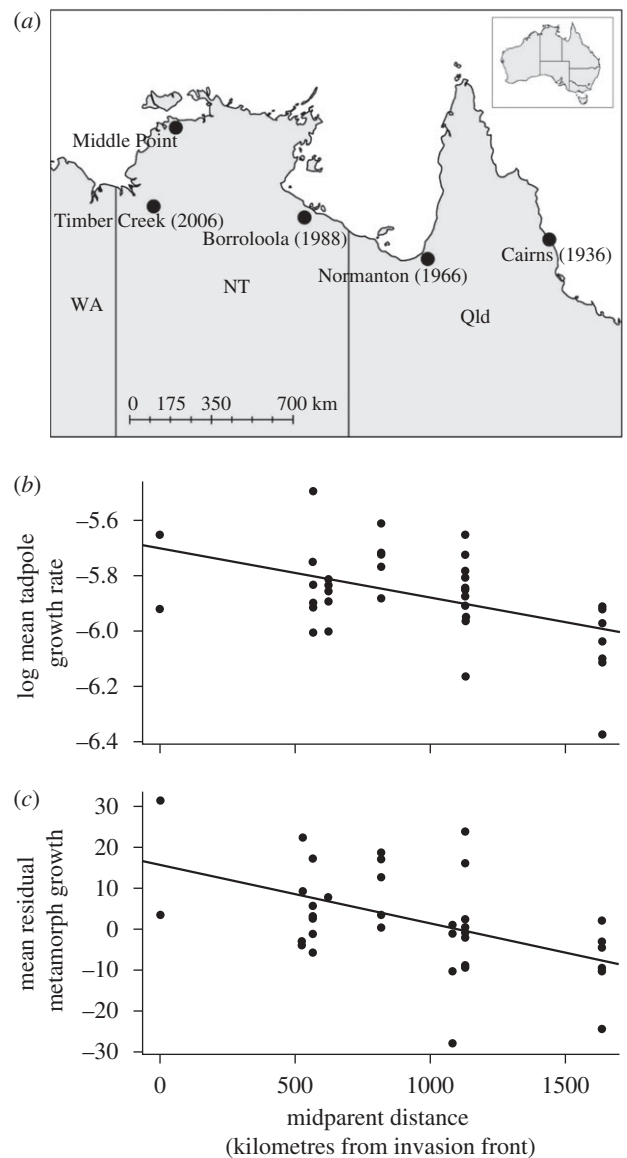 (a)
Middle Point
Timber Creek (2006)
Borroloola (1988)
Normanton (1966)
Cairns (1936)
WA
NT
Qld
0 175 350 700 km
(b)
−5.6
−5.8
−6.0
−6.2
−6.4
log mean tadpole
growth rate
(c)
30
20
10
0
−10
−20
−30
mean residual
metamorph growth
0 500 1000 1500
midparent distance
(kilometres from invasion front)